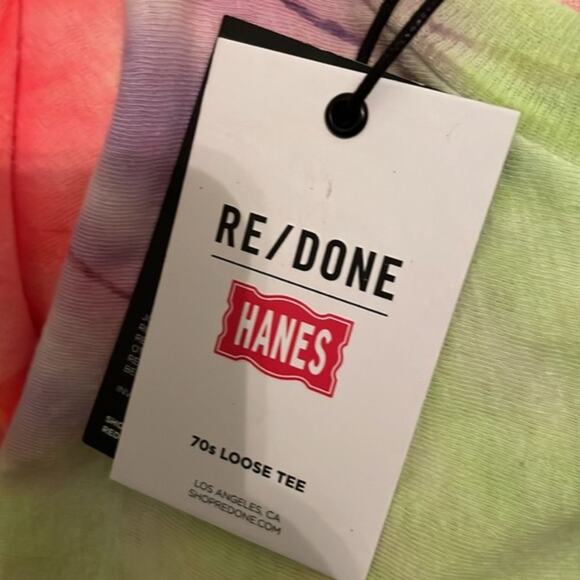 RE/DONE
HANES
70s LOOSE TEE
LOS ANGELES, CA
SHOPREDONE.COM